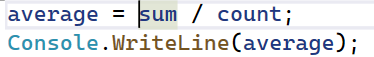 average = sum / count;
Console.WriteLine(average);